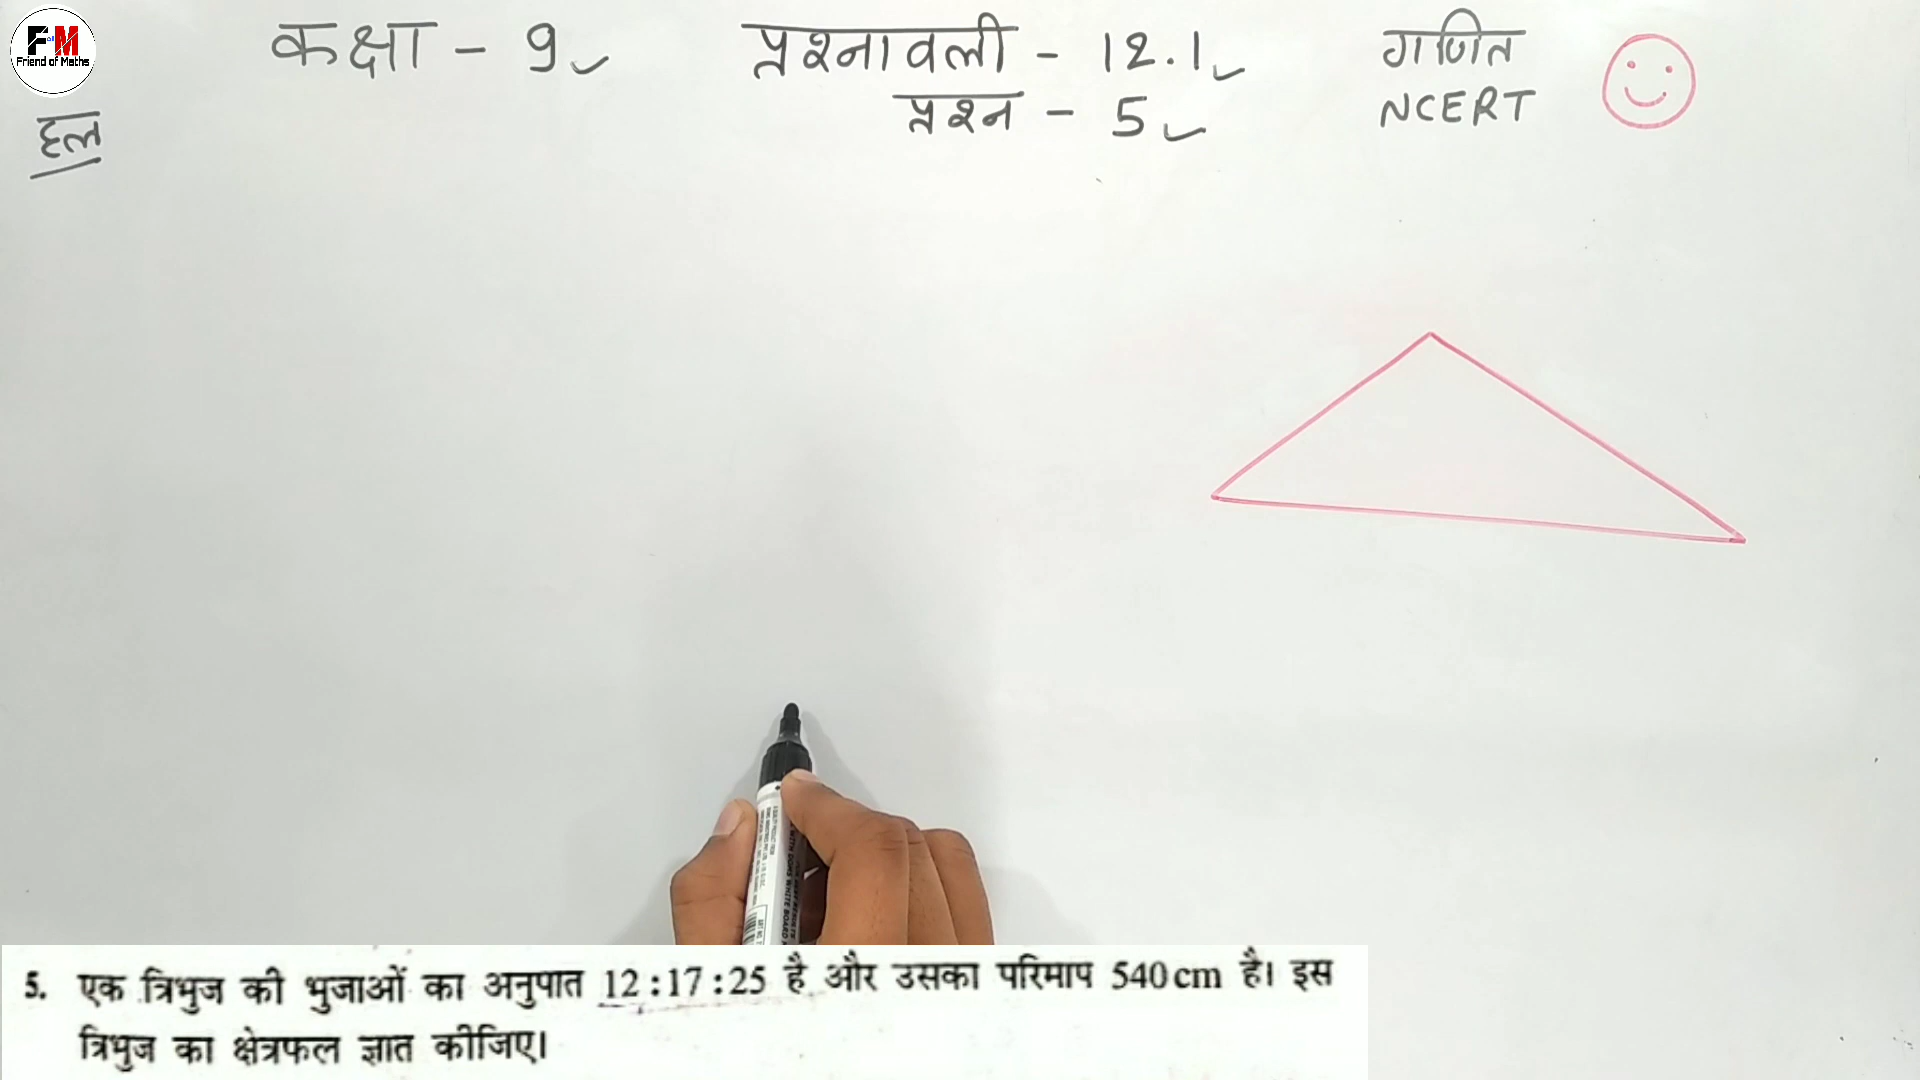 FM
Friend of Maths
कक्षा - 9
प्रश्नावली - 12.1
गणित
प्रश्न - 5
NCERT
हल
5. एक त्रिभुज की भुजाओं का अनुपात 12 : 17 : 25 है और उसका परिमाप 540 cm है। इस
त्रिभुज का क्षेत्रफल ज्ञात कीजिए।